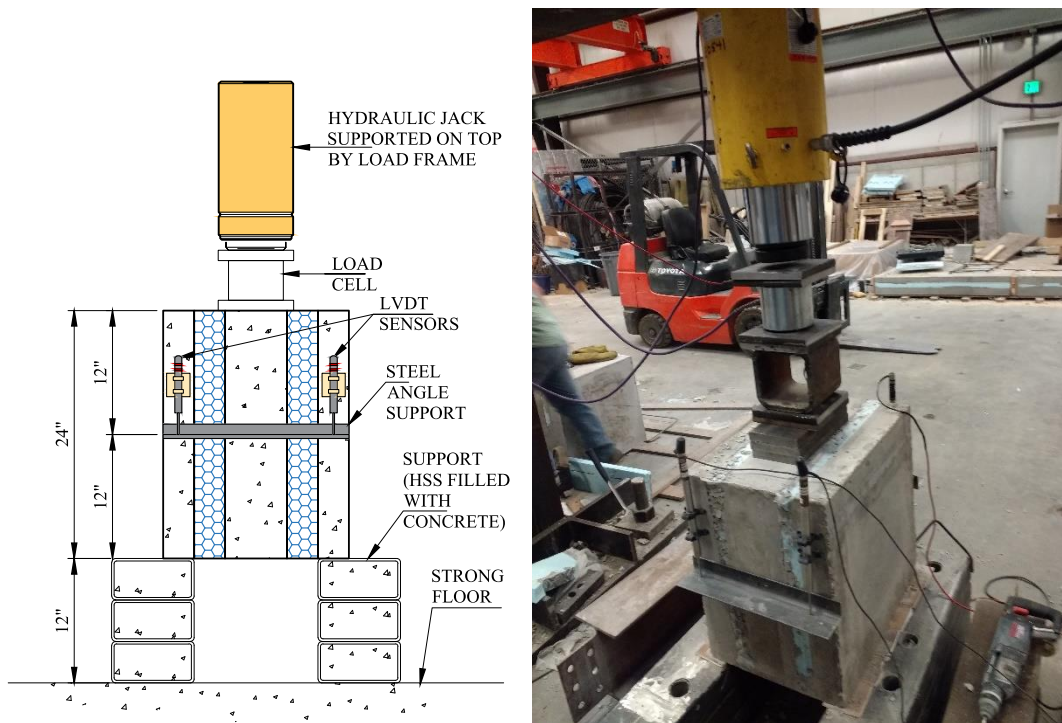 HYDRAULIC JACK
SUPPORTED ON TOP
BY LOAD FRAME
LOAD
CELL
LVDT
SENSORS
STEEL
ANGLE
SUPPORT
SUPPORT
(HSS FILLED
WITH
CONCRETE)
STRONG
FLOOR
24"
12"
12"
12"
TOYOTA